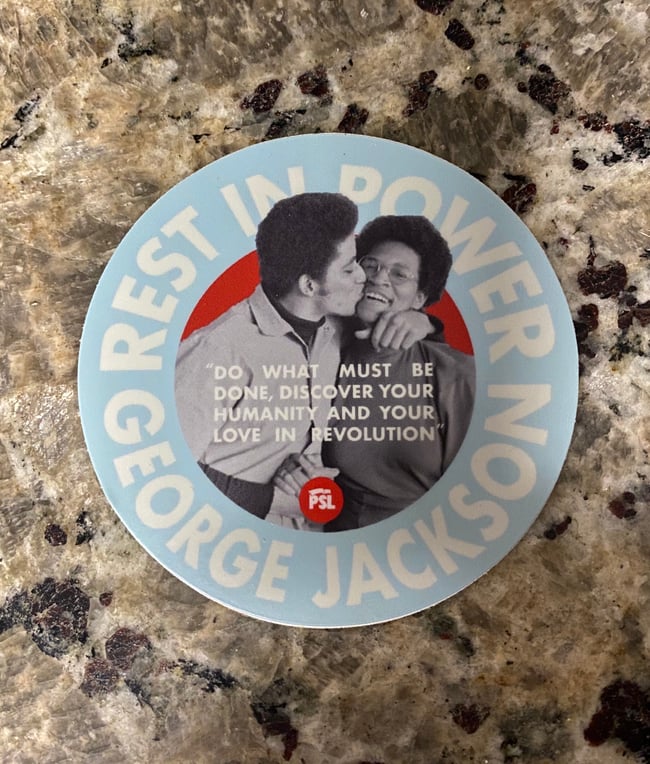 REST IN POWER
GEORGE JACKSON
“DO WHAT MUST BE
DONE, DISCOVER YOUR
HUMANITY AND YOUR
LOVE IN REVOLUTION”
PSL